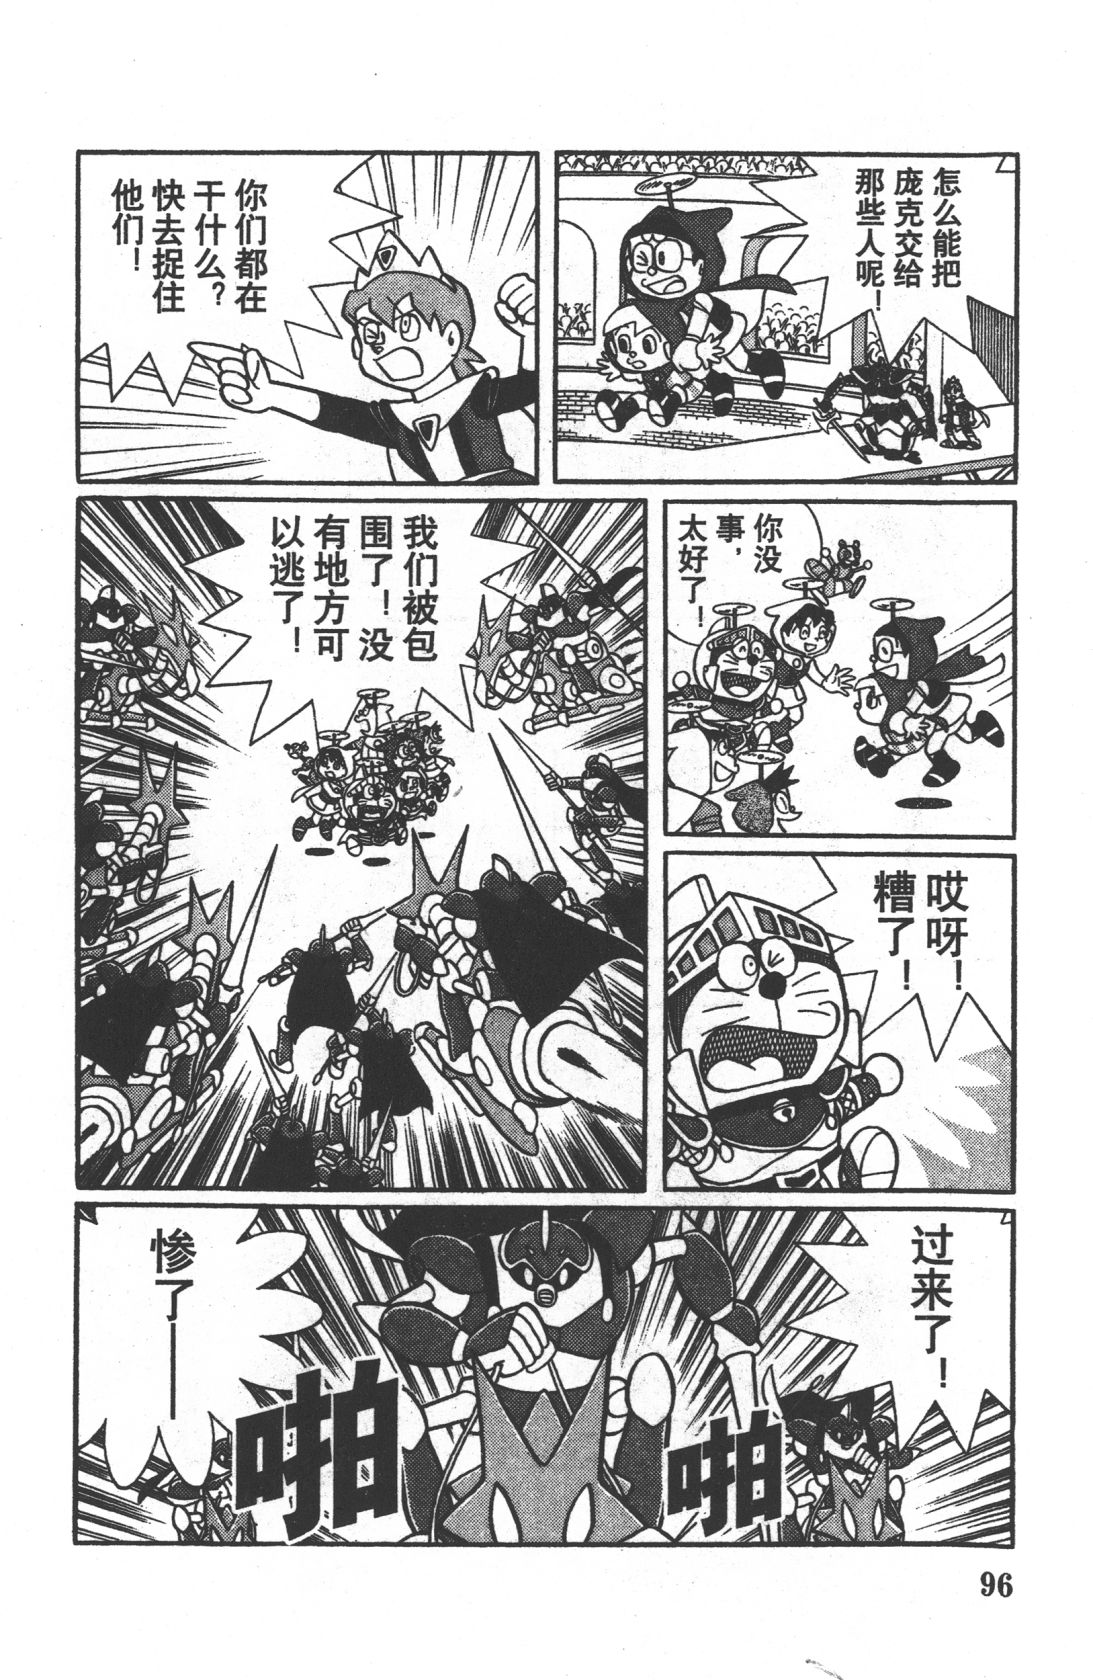 怎么能把
庞克交给
那些人呢！
你们都在
干什么？
快去捉住
他们！
你没
事，
太好了！
哎呀！
糟了！
我们被包
围了！没
有地方可
以逃了！
过来了！
啪
啪
惨了——
96